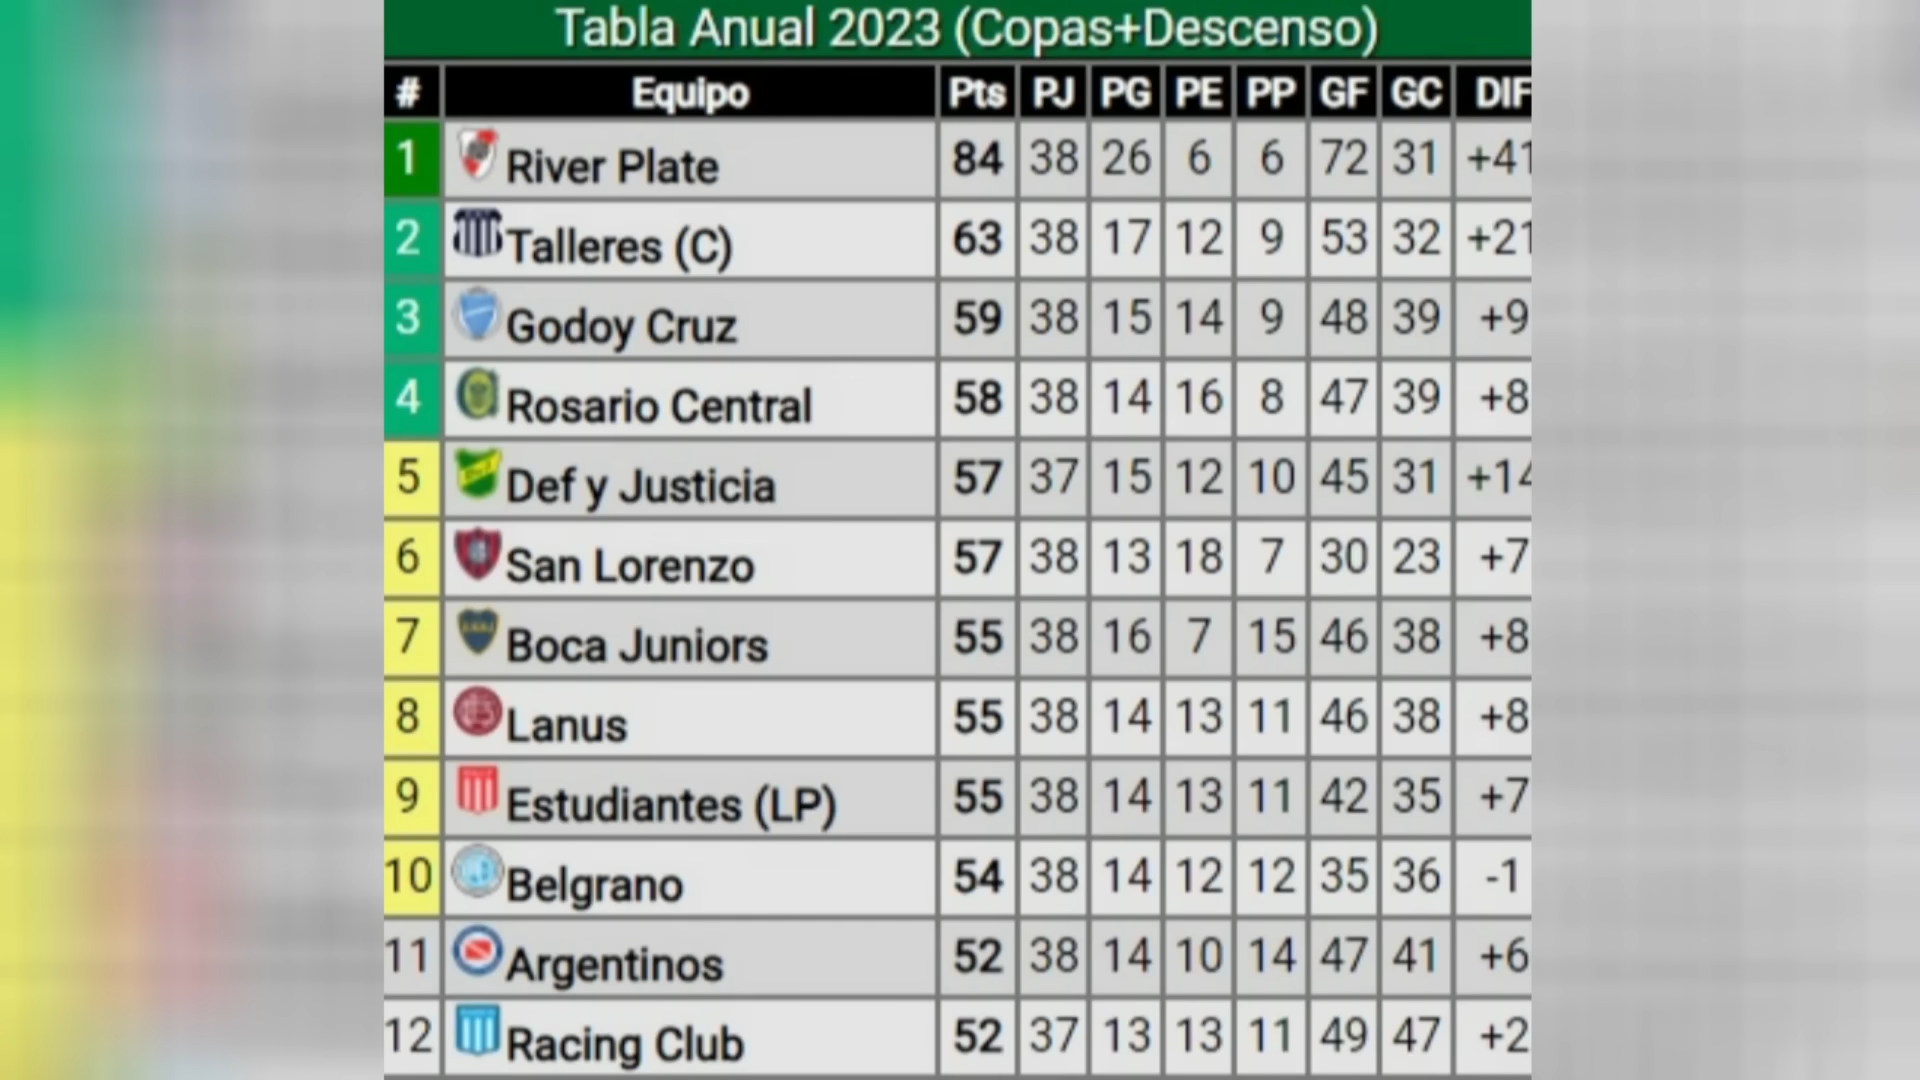 Tabla Anual 2023 (Copas+Descenso)
# Equipo Pts PJ PG PE PP GF GC DIF
1 River Plate 84 38 26 6 6 72 31 +41
2 Talleres (C) 63 38 17 12 9 53 32 +21
3 Godoy Cruz 59 38 15 14 9 48 39 +9
4 Rosario Central 58 38 14 16 8 47 39 +8
5 Def y Justicia 57 37 15 12 10 45 31 +14
6 San Lorenzo 57 38 13 18 7 30 23 +7
7 Boca Juniors 55 38 16 7 15 46 38 +8
8 Lanus 55 38 14 13 11 46 38 +8
9 Estudiantes (LP) 55 38 14 13 11 42 35 +7
10 Belgrano 54 38 14 12 12 35 36 -1
11 Argentinos 52 38 14 10 14 47 41 +6
12 Racing Club 52 37 13 13 11 49 47 +2